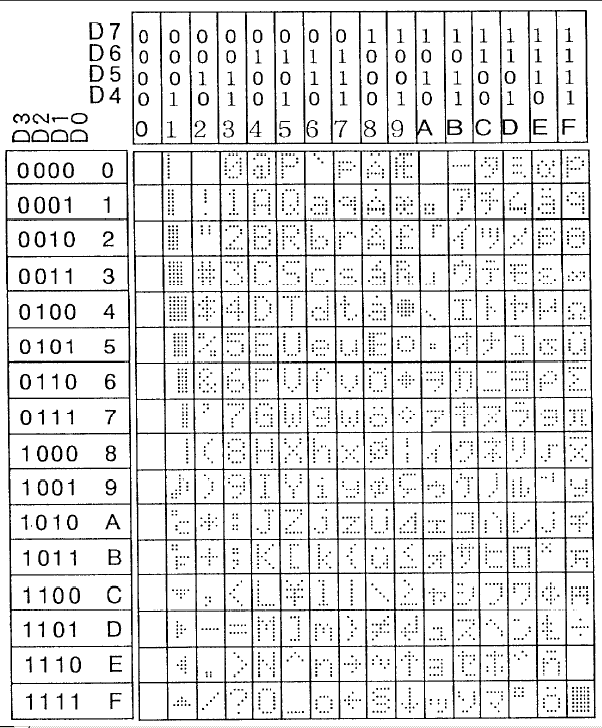 D7 0 0 0 0 0 0 0 0 1 1 1 1 1 1 1 1
D6 0 0 0 0 1 1 1 1 0 0 0 0 1 1 1 1
D5 0 0 1 1 0 0 1 1 0 0 1 1 0 0 1 1
D4 0 1 0 1 0 1 0 1 0 1 0 1 0 1 0 1
D3 D2 D1 D0 0 1 2 3 4 5 6 7 8 9 A B C D E F
0000 0 0 @ P ` p Æ ー タ ミ α p
0001 1 ! 1 A Q a q æ 。 ア チ ム ä q
0010 2 " 2 B R b r £ 「 イ ツ メ β θ
0011 3 # 3 C S c s 」 ウ テ モ ε ∞
0100 4 $ 4 D T d t 、 エ ト ヤ μ Ω
0101 5 % 5 E U e u ・ オ ナ ユ σ ü
0110 6 & 6 F V f v ヲ カ ニ ヨ ρ Σ
0111 7 ' 7 G W g w ö ァ キ ヌ ラ g π
1000 8 ( 8 H X h x ø ィ ク ネ リ √ x̄
1001 9 ) 9 I Y i y ゥ ケ ノ ル ⁻¹ y
1010 A °C * : J Z j z Ü ェ コ ハ レ j 千
1011 B °F + ; K [ k { ォ サ ヒ ロ ˣ 万
1100 C , < L ¥ l | ャ シ フ ワ ¢ 円
1101 D - = M ] m } ュ ス ヘ ン ÷
1110 E . > N ^ n → ョ セ ホ ゛ ñ
1111 F / ? O _ o ← ッ ソ マ ゜ ö